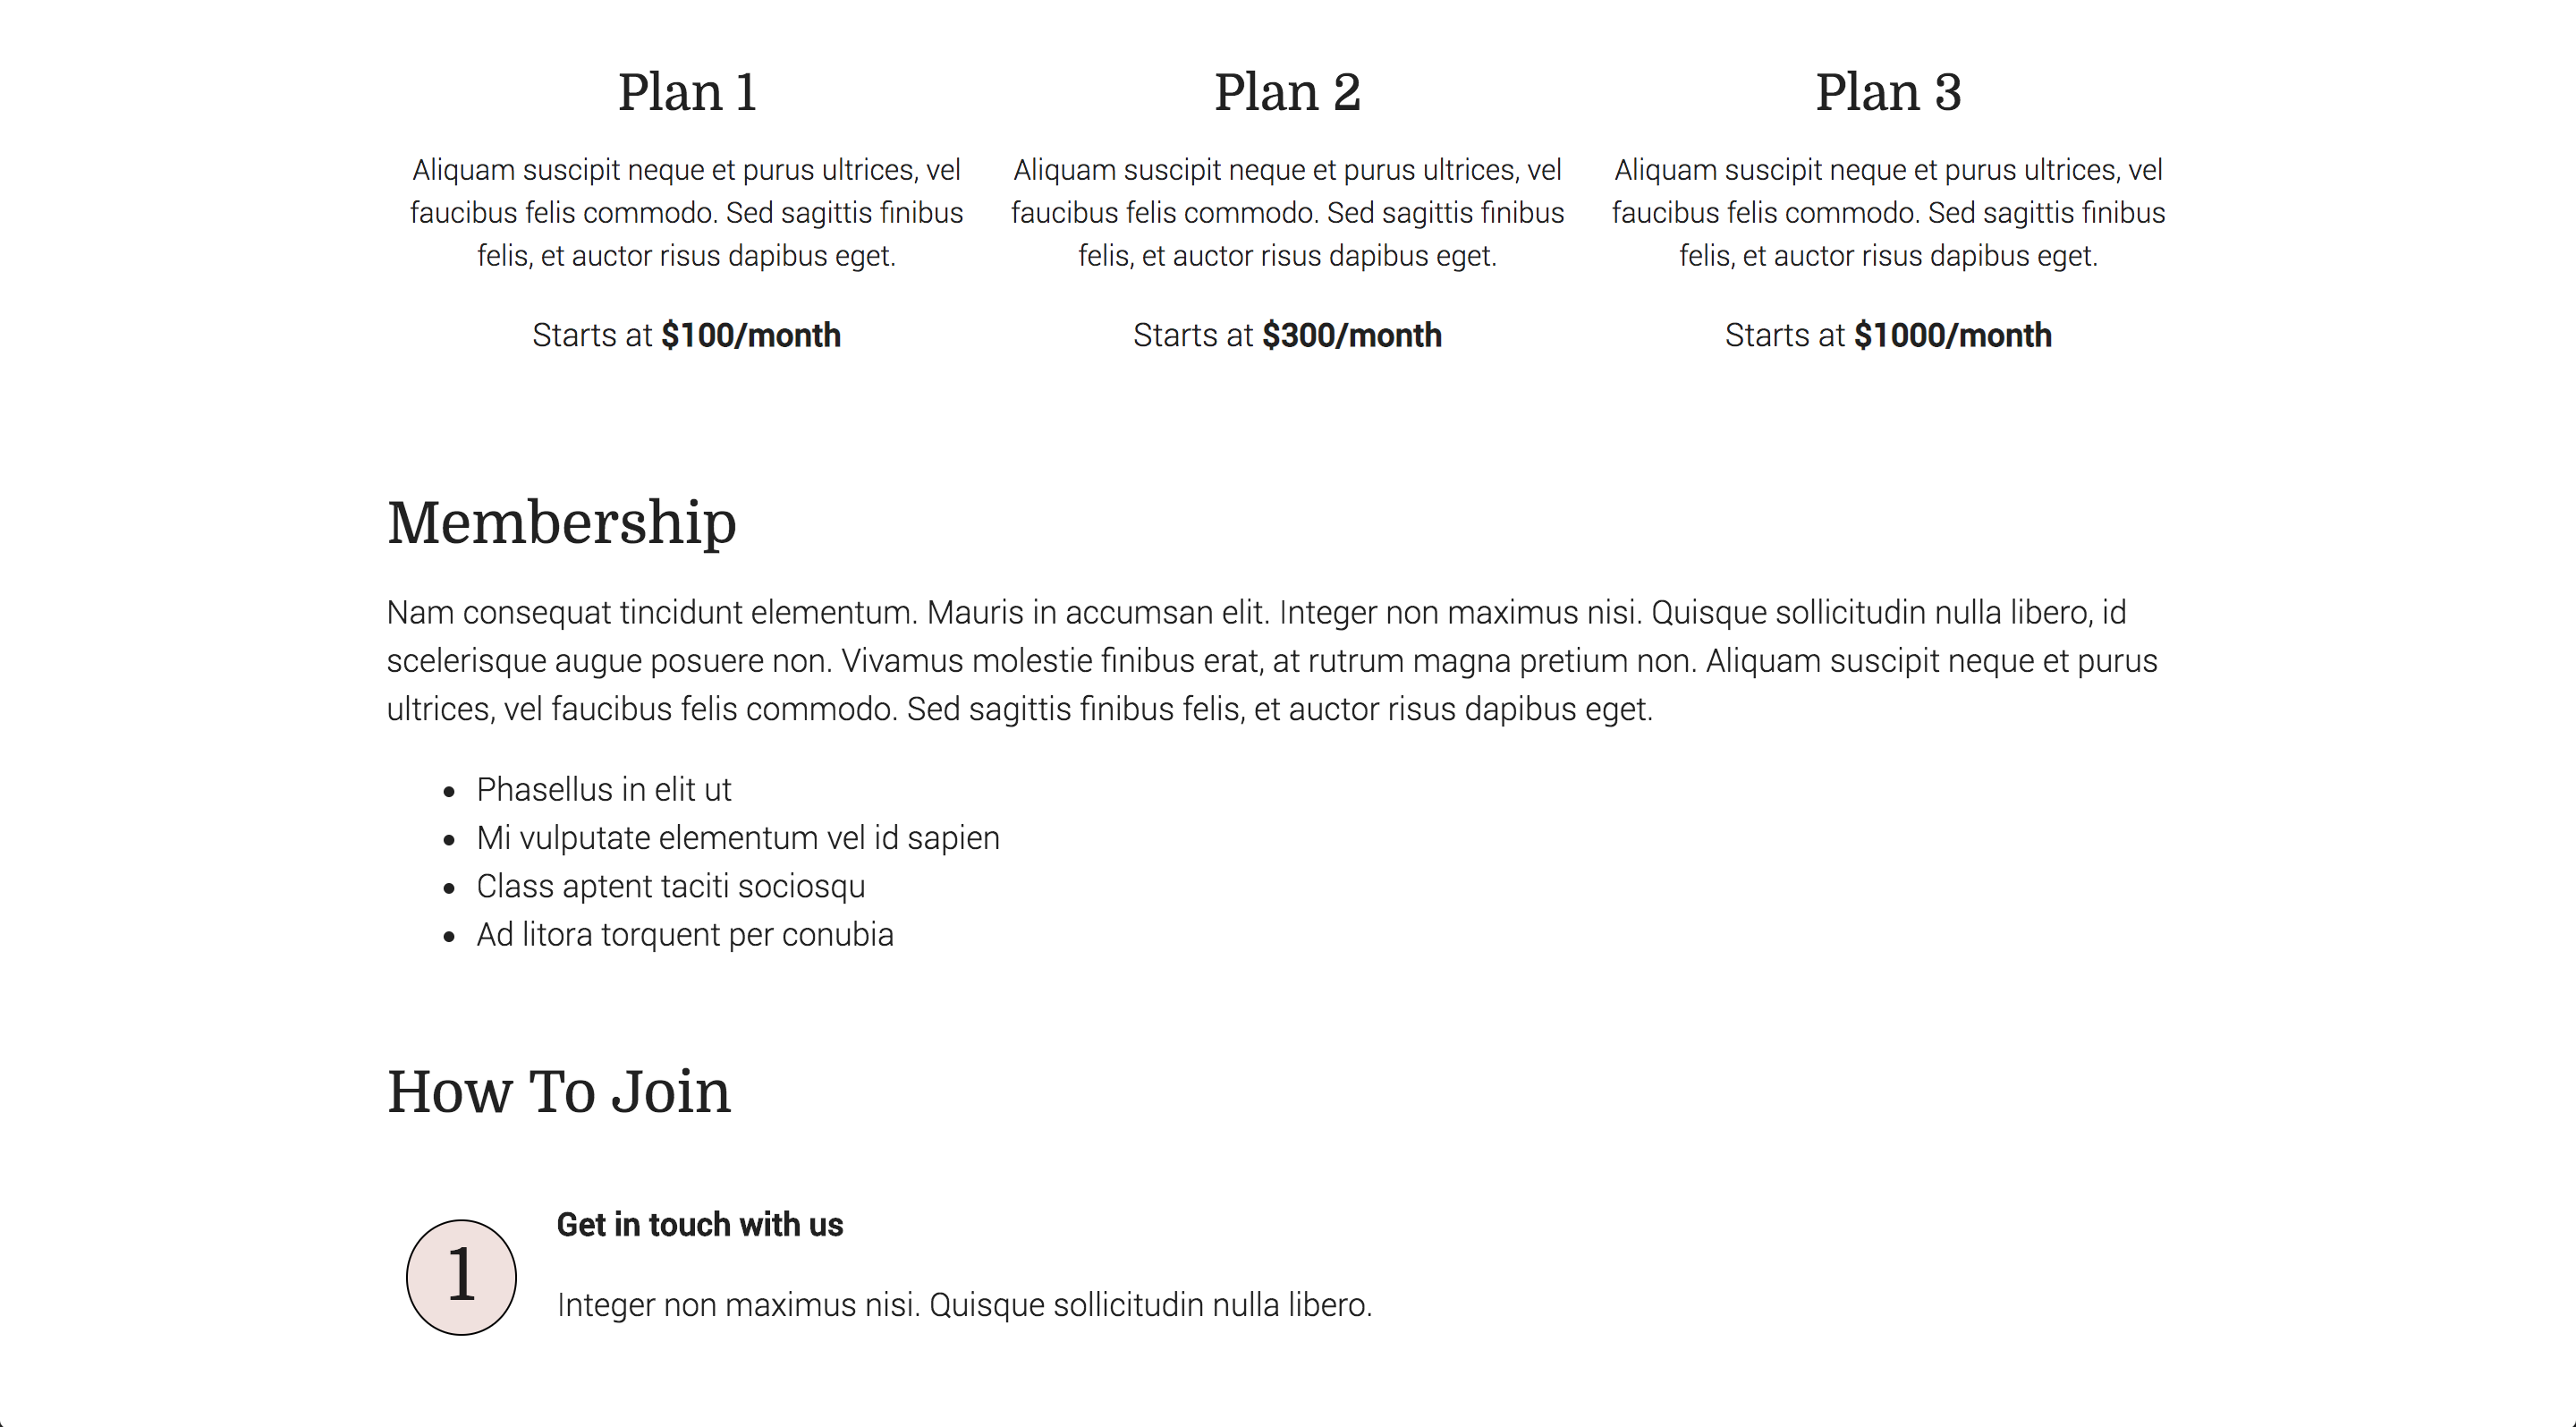 Plan 1
Aliquam suscipit neque et purus ultrices, vel
faucibus felis commodo. Sed sagittis finibus
felis, et auctor risus dapibus eget.
Starts at $100/month
Plan 2
Aliquam suscipit neque et purus ultrices, vel
faucibus felis commodo. Sed sagittis finibus
felis, et auctor risus dapibus eget.
Starts at $300/month
Plan 3
Aliquam suscipit neque et purus ultrices, vel
faucibus felis commodo. Sed sagittis finibus
felis, et auctor risus dapibus eget.
Starts at $1000/month
Membership
Nam consequat tincidunt elementum. Mauris in accumsan elit. Integer non maximus nisi. Quisque sollicitudin nulla libero, id
scelerisque augue posuere non. Vivamus molestie finibus erat, at rutrum magna pretium non. Aliquam suscipit neque et purus
ultrices, vel faucibus felis commodo. Sed sagittis finibus felis, et auctor risus dapibus eget.
• Phasellus in elit ut
• Mi vulputate elementum vel id sapien
• Class aptent taciti sociosqu
• Ad litora torquent per conubia
How To Join
1
Get in touch with us
Integer non maximus nisi. Quisque sollicitudin nulla libero.